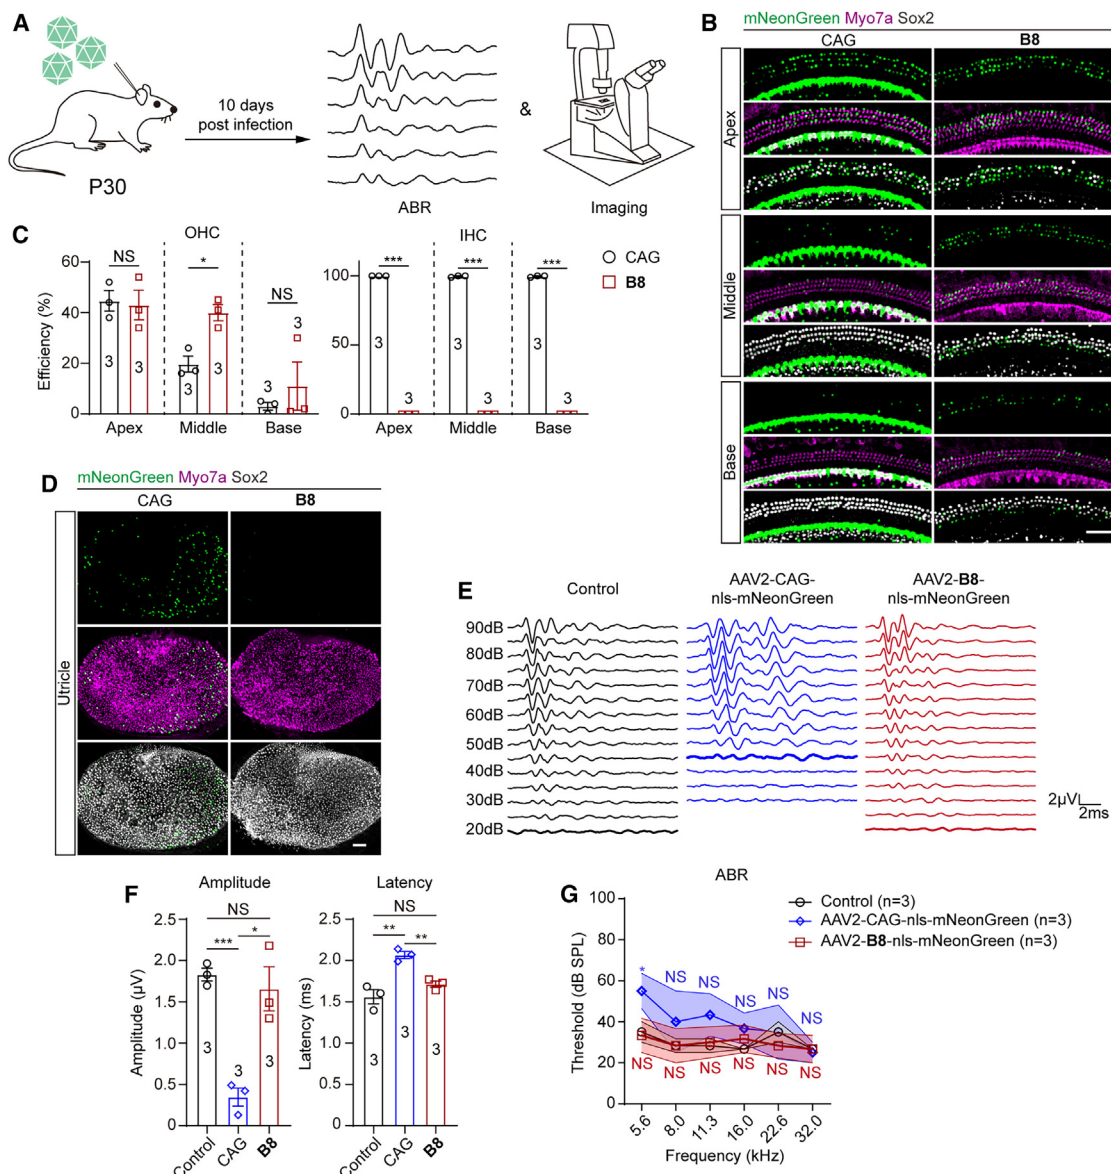 A
P30
10 days
post infection
ABR
&
Imaging
B
mNeonGreen Myo7a Sox2
CAG
B8
Apex
Middle
Base
C
OHC
IHC
Efficiency (%)
60
40
20
0
NS
*
NS
3
3
3
3
3
3
Apex
Middle
Base
100
50
0
***
***
***
3
3
3
3
3
3
Apex
Middle
Base
CAG
B8
D
mNeonGreen Myo7a Sox2
CAG
B8
Utricle
E
Control
AAV2-CAG-
nls-mNeonGreen
AAV2-B8-
nls-mNeonGreen
90dB
80dB
70dB
60dB
50dB
40dB
30dB
20dB
2μV
2ms
F
Amplitude
Amplitude (μV)
2.5
2.0
1.5
1.0
0.5
0
NS
***
*
3
3
3
Control
CAG
B8
Latency
Latency (ms)
2.5
2.0
1.5
1.0
0.5
0
NS
**
**
3
3
3
Control
CAG
B8
G
ABR
Control (n=3)
AAV2-CAG-nls-mNeonGreen (n=3)
AAV2-B8-nls-mNeonGreen (n=3)
Threshold (dB SPL)
100
80
60
40
20
0
*
NS
NS
NS
NS
NS
NS
NS
NS
NS
NS
NS
5.6
8.0
11.3
16.0
22.6
32.0
Frequency (kHz)